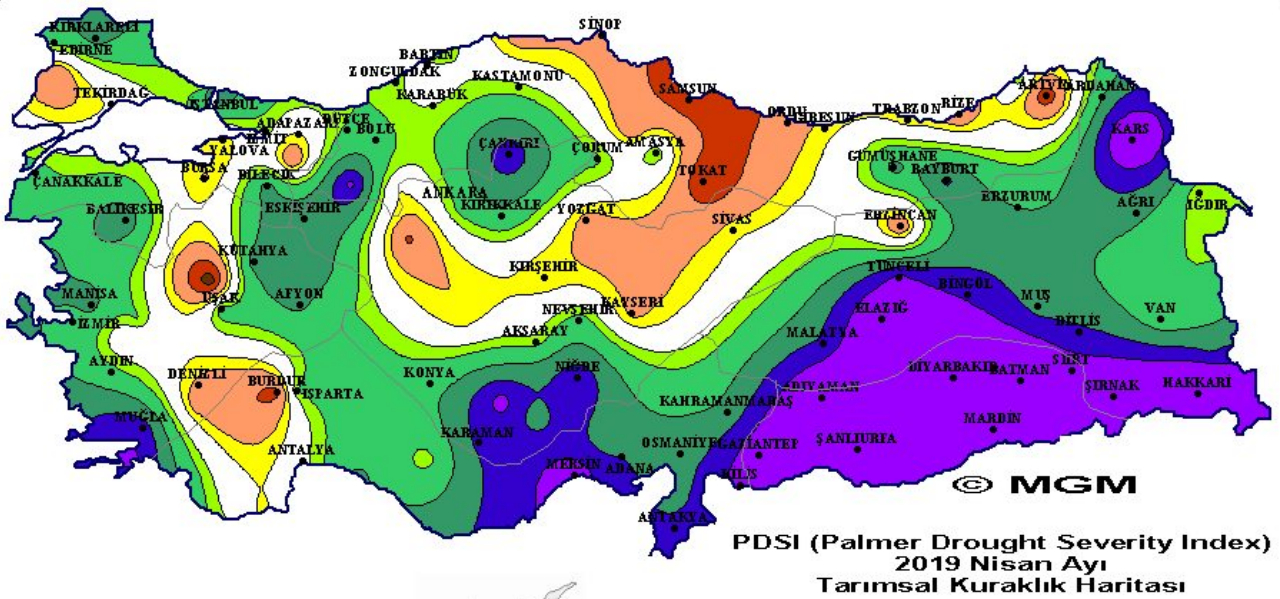 SİNOP
KIRKLARELİ
EDİRNE
BARTIN
ZONGULDAK
KASTAMONU
SAMSUN
TEKİRDAĞ
İSTANBUL
KARABÜK
ORDU
GİRESUN
TRABZON
RİZE
ARTVİN
ARDAHAN
KARS
ADAPAZARI
DÜZCE
BOLU
İZMİT
YALOVA
BURSA
BİLECİK
ÇANKIRI
ÇORUM
AMASYA
TOKAT
GÜMÜŞHANE
BAYBURT
ÇANAKKALE
BALIKESİR
ESKİŞEHİR
ANKARA
KIRIKKALE
YOZGAT
SİVAS
ERZİNCAN
ERZURUM
AĞRI
IĞDIR
KÜTAHYA
KIRŞEHİR
TUNCELİ
BİNGÖL
MUŞ
VAN
MANİSA
UŞAK
AFYON
KAYSERİ
NEVŞEHİR
ELAZIĞ
BİTLİS
İZMİR
AKSARAY
MALATYA
AYDIN
DENİZLİ
BURDUR
ISPARTA
KONYA
NİĞDE
ADIYAMAN
DİYARBAKIR
BATMAN
SİİRT
ŞIRNAK
HAKKARİ
MUĞLA
KARAMAN
KAHRAMANMARAŞ
MARDİN
ANTALYA
MERSİN
ADANA
OSMANİYE
GAZİANTEP
ŞANLIURFA
KİLİS
ANTAKYA
© MGM
PDSI (Palmer Drought Severity Index)
2019 Nisan Ayı
Tarımsal Kuraklık Haritası